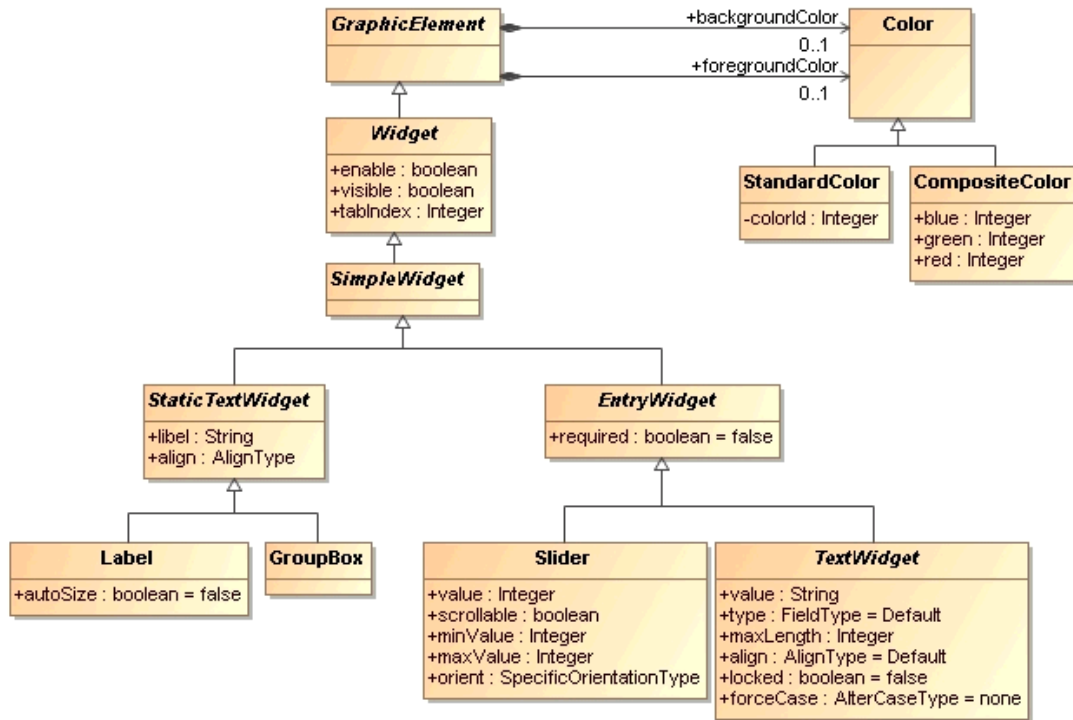 GraphicElement
+backgroundColor
0..1
+foregroundColor
0..1
Color
Widget
+enable : boolean
+visible : boolean
+tabIndex : Integer
StandardColor
-colorId : Integer
CompositeColor
+blue : Integer
+green : Integer
+red : Integer
SimpleWidget
StaticTextWidget
+libel : String
+align : AlignType
EntryWidget
+required : boolean = false
Label
+autoSize : boolean = false
GroupBox
Slider
+value : Integer
+scrollable : boolean
+minValue : Integer
+maxValue : Integer
+orient : SpecificOrientationType
TextWidget
+value : String
+type : FieldType = Default
+maxLength : Integer
+align : AlignType = Default
+locked : boolean = false
+forceCase : AlterCaseType = none